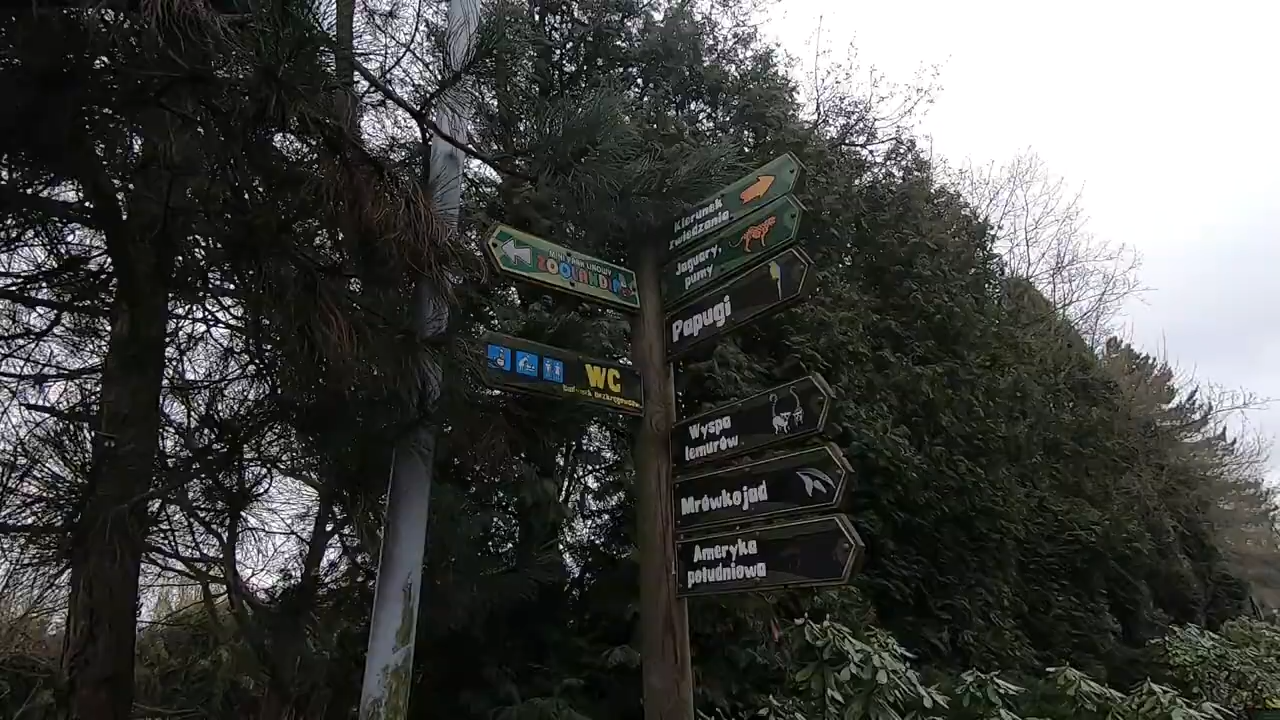 Kierunek
zwiedzania
Jaguary,
pumy
MINI PARK LINOWY
ZOOLANDIA
Papugi
WC
Wyspa
lemurów
Mrówkojad
Ameryka
południowa